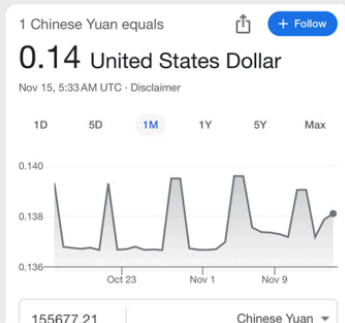 1 Chinese Yuan equals
+ Follow
0.14 United States Dollar
Nov 15, 5:33 AM UTC · Disclaimer
1D 5D 1M 1Y 5Y Max
0.140
0.138
0.136
Oct 23 Nov 1 Nov 9
155677.21 Chinese Yuan